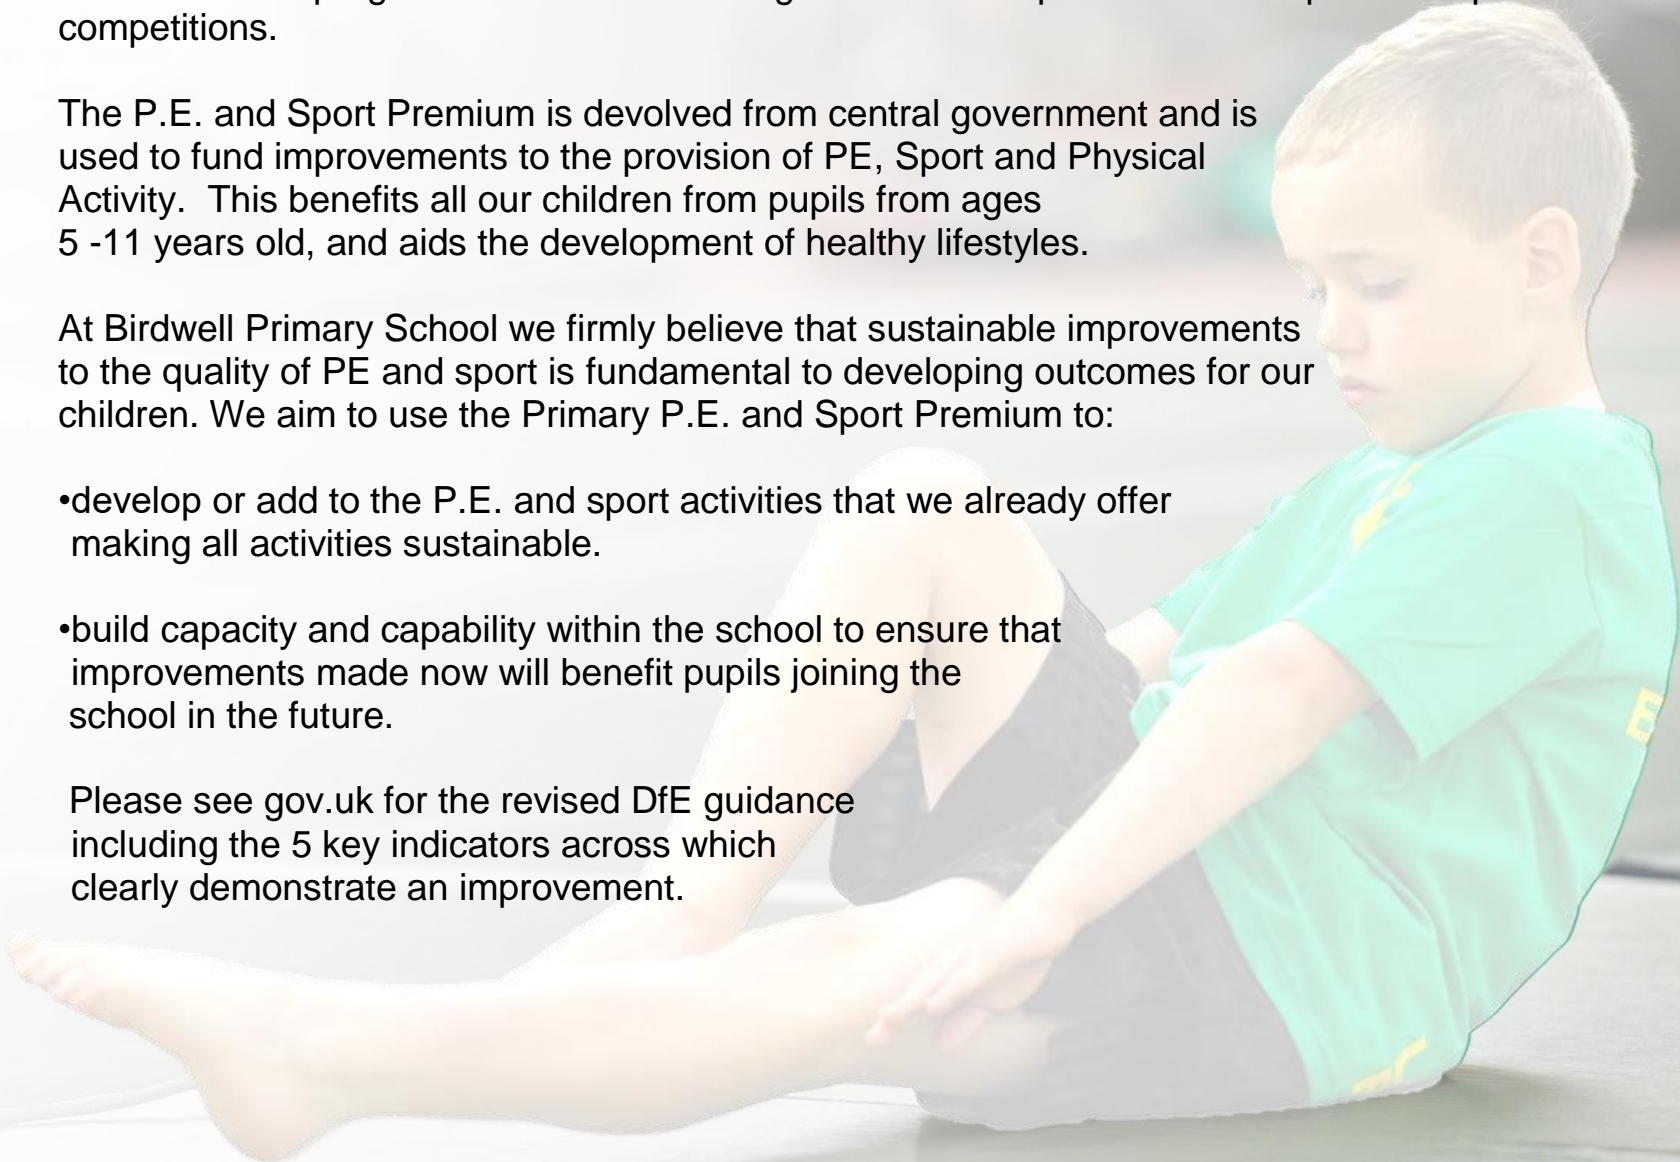 competitions.
The P.E. and Sport Premium is devolved from central government and is
used to fund improvements to the provision of PE, Sport and Physical
Activity.  This benefits all our children from pupils from ages
5 -11 years old, and aids the development of healthy lifestyles.
At Birdwell Primary School we firmly believe that sustainable improvements
to the quality of PE and sport is fundamental to developing outcomes for our
children. We aim to use the Primary P.E. and Sport Premium to:
•develop or add to the P.E. and sport activities that we already offer
making all activities sustainable.
•build capacity and capability within the school to ensure that
improvements made now will benefit pupils joining the
school in the future.
Please see gov.uk for the revised DfE guidance
including the 5 key indicators across which
clearly demonstrate an improvement.